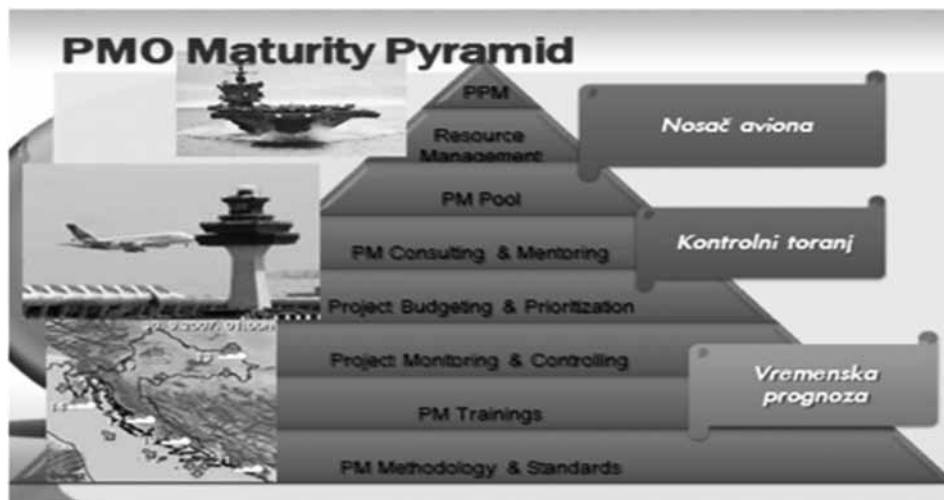 PMO Maturity Pyramid
PPM
Resource
Management
PM Pool
PM Consulting & Mentoring
Project Budgeting & Prioritization
Project Monitoring & Controlling
PM Trainings
PM Methodology & Standards
Nosač aviona
Kontrolni toranj
Vremenska
prognoza